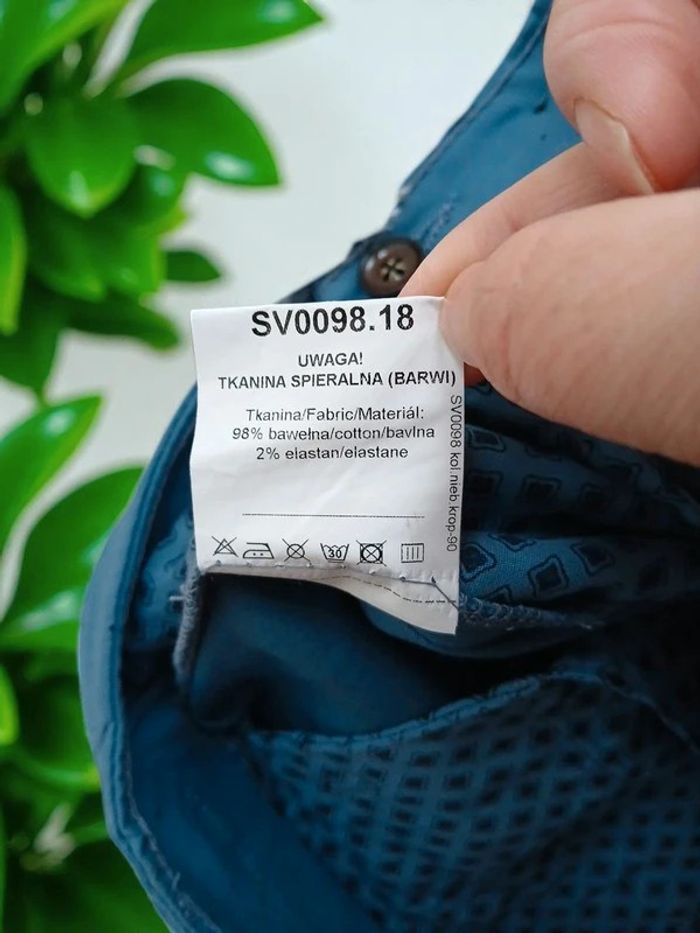 SV0098.18
UWAGA!
TKANINA SPIERALNA (BARWI)
Tkanina/Fabric/Materiál:
98% bawełna/cotton/bavlna
2% elastan/elastane
30
SV0098 kol.nieb.krop-90